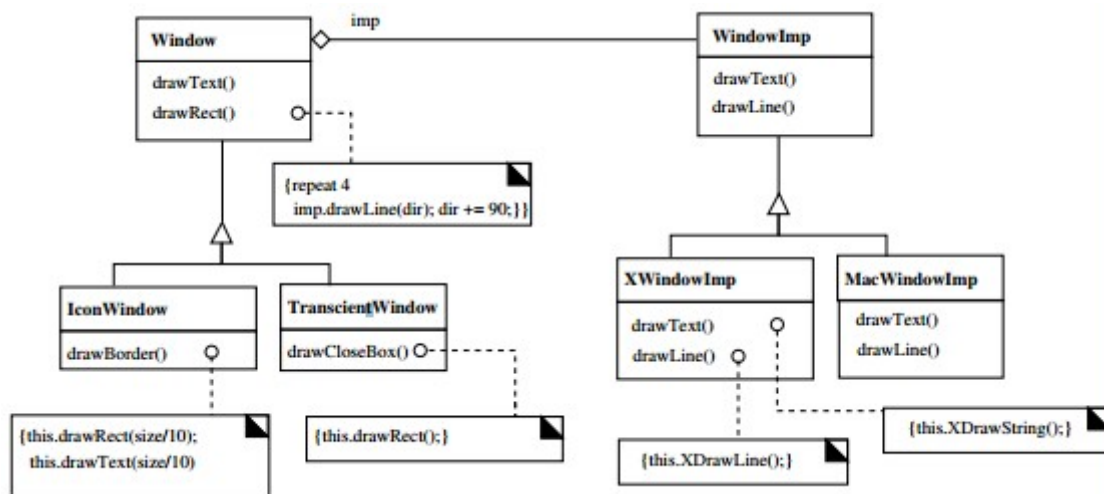 imp
Window
drawText()
drawRect()
WindowImp
drawText()
drawLine()
{repeat 4
imp.drawLine(dir); dir += 90;}}
IconWindow
drawBorder()
TranscientWindow
drawCloseBox()
XWindowImp
drawText()
drawLine()
MacWindowImp
drawText()
drawLine()
{this.drawRect(size/10);
this.drawText(size/10)
{this.drawRect();}
{this.XDrawLine();}
{this.XDrawString();}